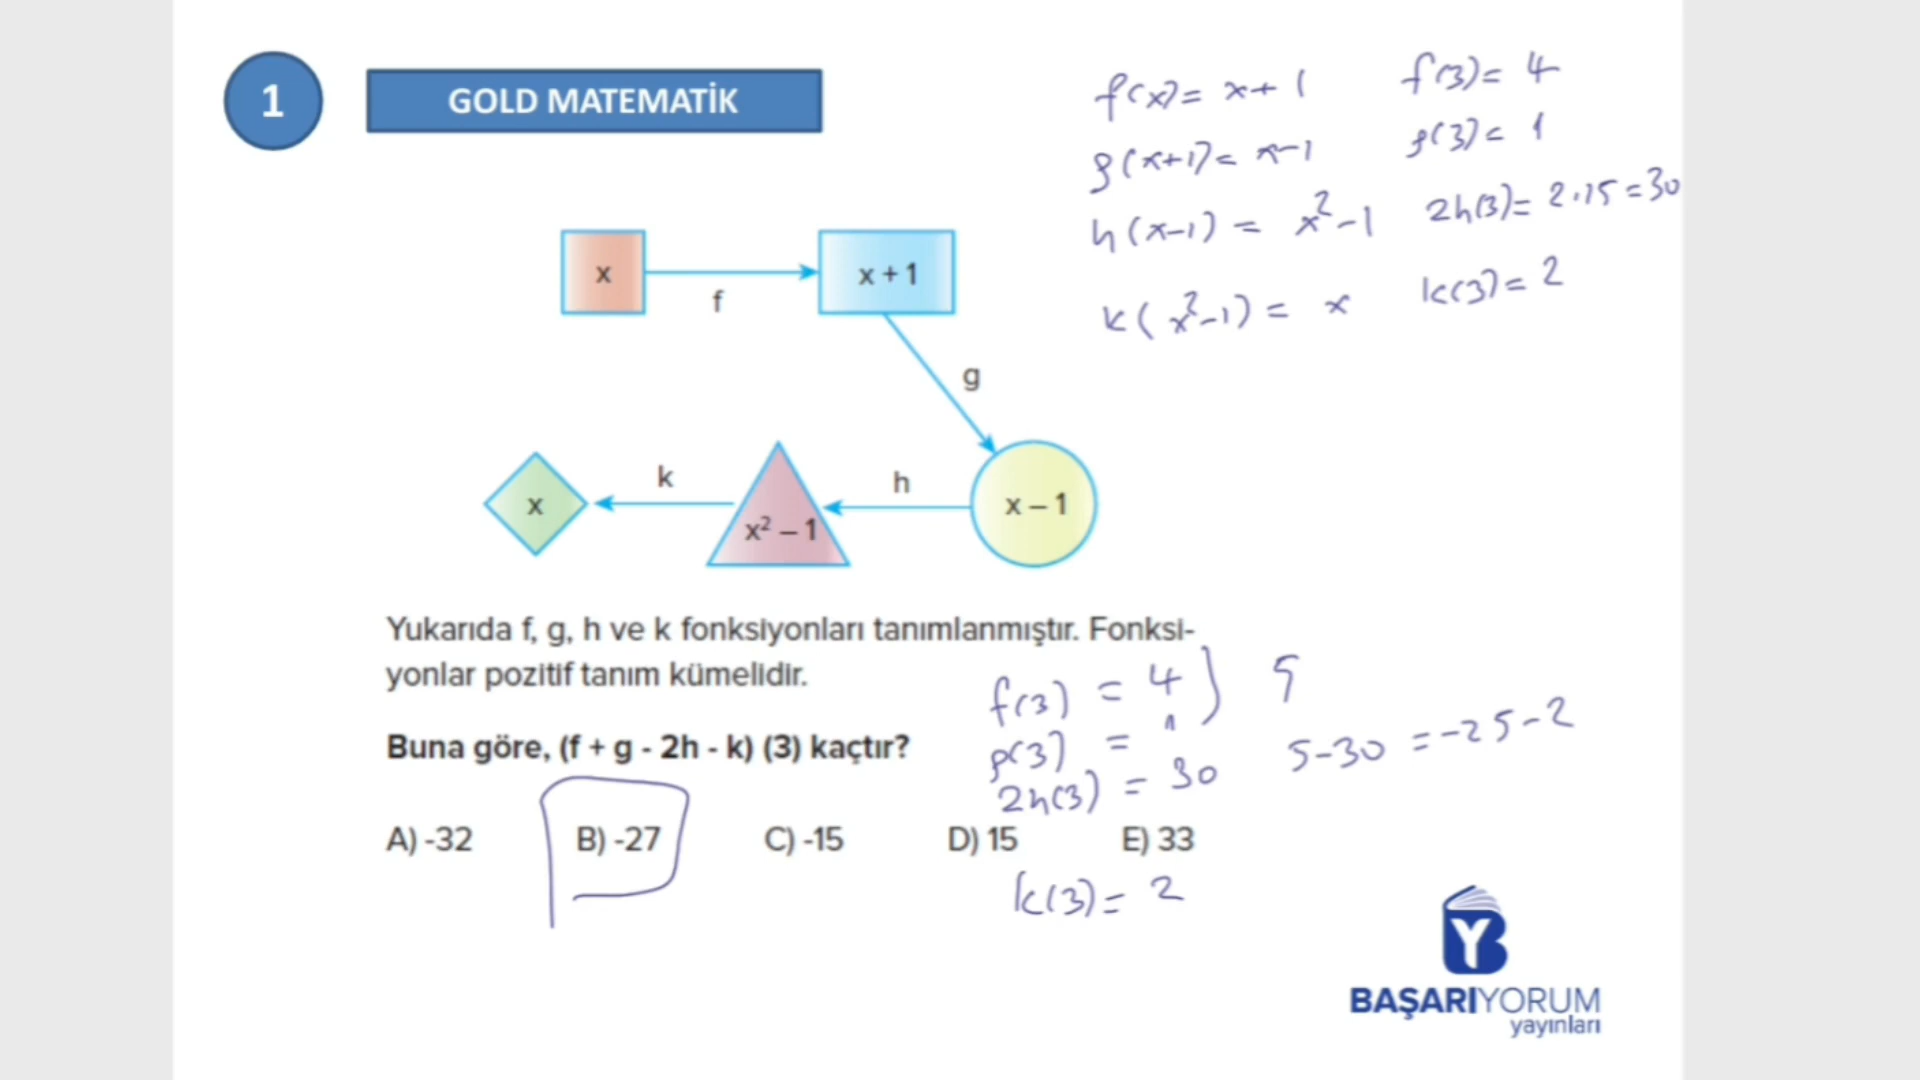 1
GOLD MATEMATİK
f(x) = x+1
f(3) = 4
g(x+1) = x-1
g(3) = 1
h(x-1) = x²-1
2h(3) = 2.15 = 30
k(x²-1) = x
k(3) = 2
x
f
x + 1
g
x
k
x² – 1
h
x – 1
Yukarıda f, g, h ve k fonksiyonları tanımlanmıştır. Fonksi-
yonlar pozitif tanım kümelidir.
f(3) = 4 ) 5
Buna göre, (f + g - 2h - k) (3) kaçtır?
g(3) = 1
5-30 = -25-2
2h(3) = 30
A) -32 B) -27 C) -15 D) 15 E) 33
k(3) = 2
BAŞARIYORUM
yayınları